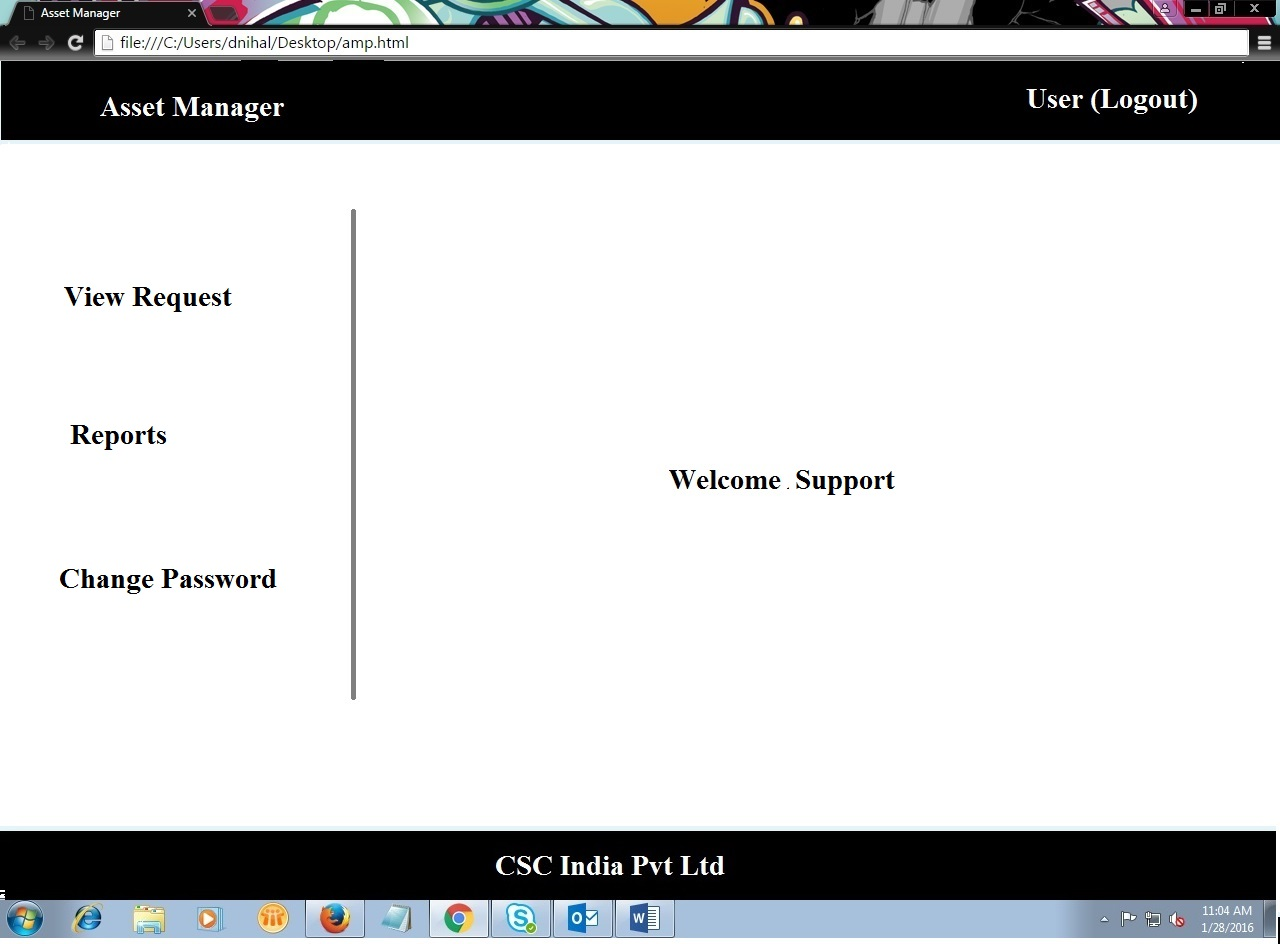 Asset Manager
file:///C:/Users/dnihal/Desktop/amp.html
Asset Manager
User (Logout)
View Request
Reports
Welcome . Support
Change Password
CSC India Pvt Ltd
11:04 AM
1/28/2016